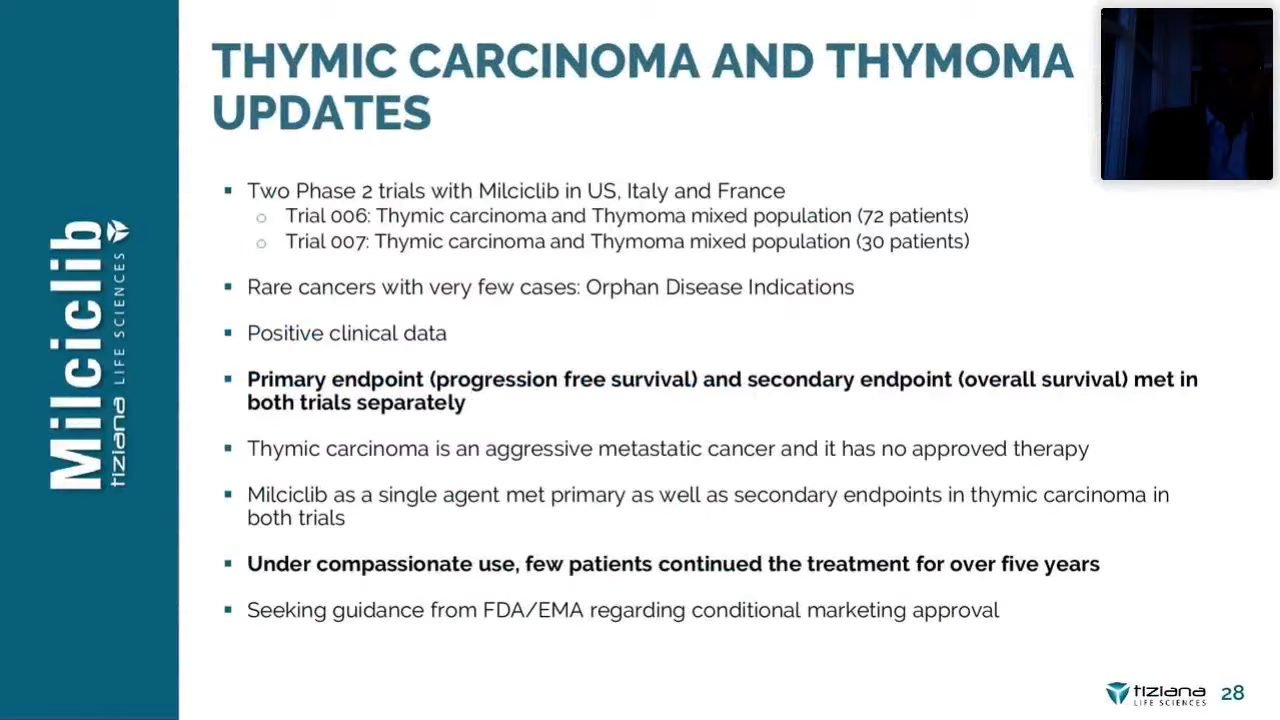 THYMIC CARCINOMA AND THYMOMA
UPDATES
▪ Two Phase 2 trials with Milciclib in US, Italy and France
o Trial 006: Thymic carcinoma and Thymoma mixed population (72 patients)
o Trial 007: Thymic carcinoma and Thymoma mixed population (30 patients)
▪ Rare cancers with very few cases: Orphan Disease Indications
▪ Positive clinical data
▪ Primary endpoint (progression free survival) and secondary endpoint (overall survival) met in
both trials separately
▪ Thymic carcinoma is an aggressive metastatic cancer and it has no approved therapy
▪ Milciclib as a single agent met primary as well as secondary endpoints in thymic carcinoma in
both trials
▪ Under compassionate use, few patients continued the treatment for over five years
▪ Seeking guidance from FDA/EMA regarding conditional marketing approval
Milciclib
tiziana LIFE SCIENCES
tiziana
LIFE SCIENCES
28